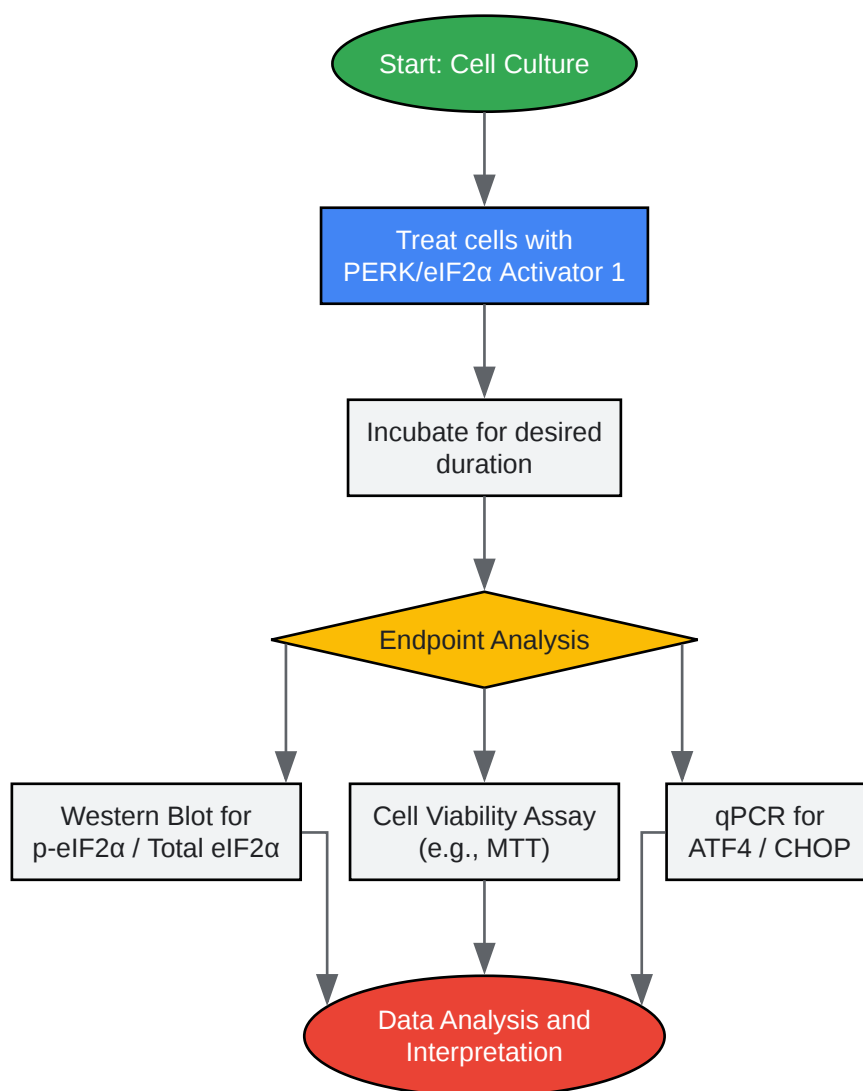 Start: Cell Culture
Treat cells with
PERK/eIF2α Activator 1
Incubate for desired
duration
Endpoint Analysis
Western Blot for
p-eIF2α / Total eIF2α
Cell Viability Assay
(e.g., MTT)
qPCR for
ATF4 / CHOP
Data Analysis and
Interpretation